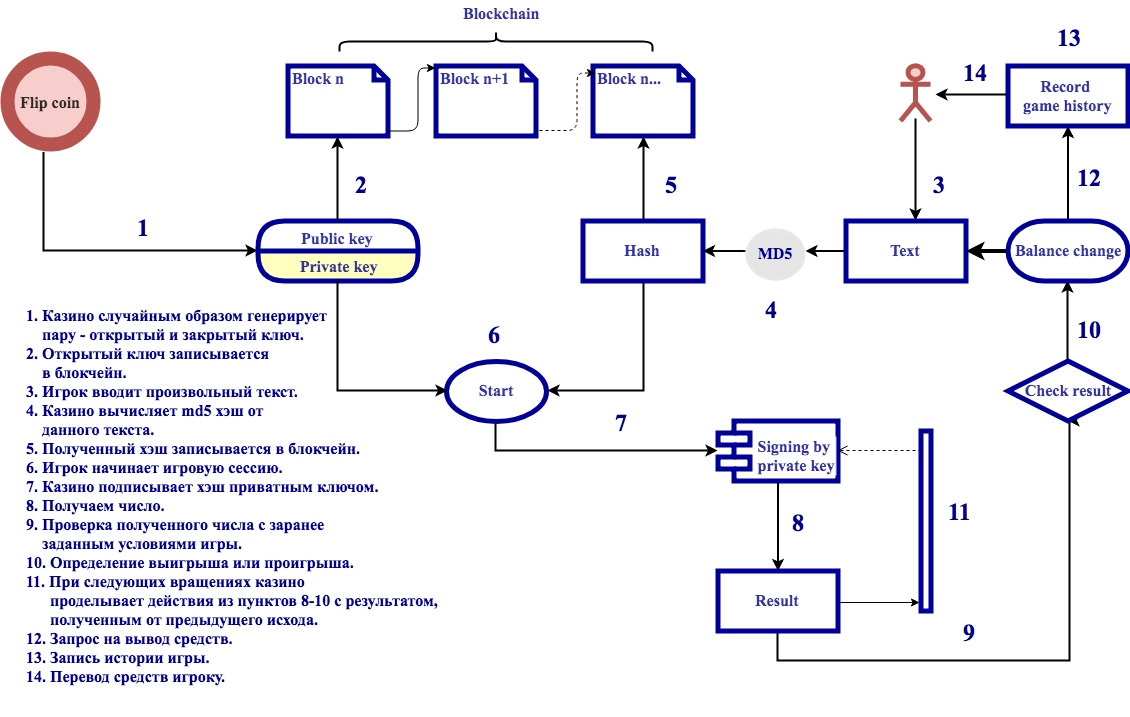 Blockchain
13
Block n
Block n+1
Block n...
14
Record
game history
Flip coin
2
5
3
12
1
Public key
Private key
Hash
MD5
Text
Balance change
4
6
10
Start
Check result
7
Signing by
private key
11
8
Result
9
1. Казино случайным образом генерирует
пару - открытый и закрытый ключ.
2. Открытый ключ записывается
в блокчейн.
3. Игрок вводит произвольный текст.
4. Казино вычисляет md5 хэш от
данного текста.
5. Полученный хэш записывается в блокчейн.
6. Игрок начинает игровую сессию.
7. Казино подписывает хэш приватным ключом.
8. Получаем число.
9. Проверка полученного числа с заранее
заданным условиями игры.
10. Определение выигрыша или проигрыша.
11. При следующих вращениях казино
проделывает действия из пунктов 8-10 с результатом,
полученным от предыдущего исхода.
12. Запрос на вывод средств.
13. Запись истории игры.
14. Перевод средств игроку.